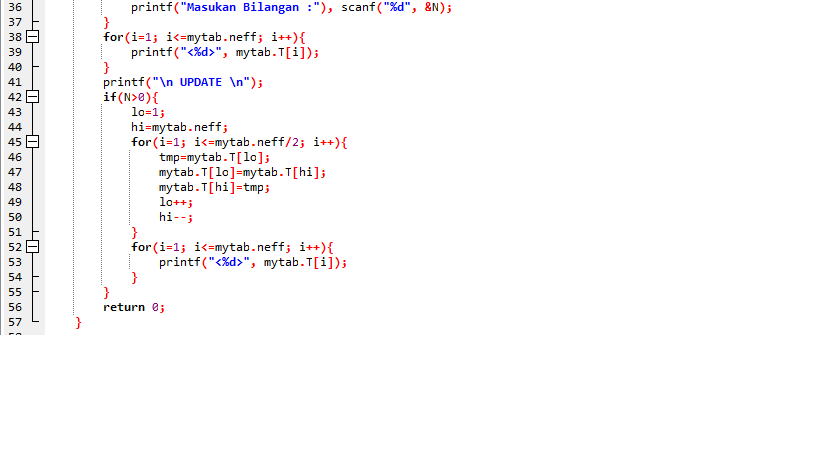 36 printf("Masukan Bilangan :"), scanf("%d", &N);
37 }
38 for(i=1; i<=mytab.neff; i++){
39 printf("<%d>", mytab.T[i]);
40 }
41 printf("\n UPDATE \n");
42 if(N>0){
43 lo=1;
44 hi=mytab.neff;
45 for(i=1; i<=mytab.neff/2; i++){
46 tmp=mytab.T[lo];
47 mytab.T[lo]=mytab.T[hi];
48 mytab.T[hi]=tmp;
49 lo++;
50 hi--;
51 }
52 for(i=1; i<=mytab.neff; i++){
53 printf("<%d>", mytab.T[i]);
54 }
55 }
56 return 0;
57 }